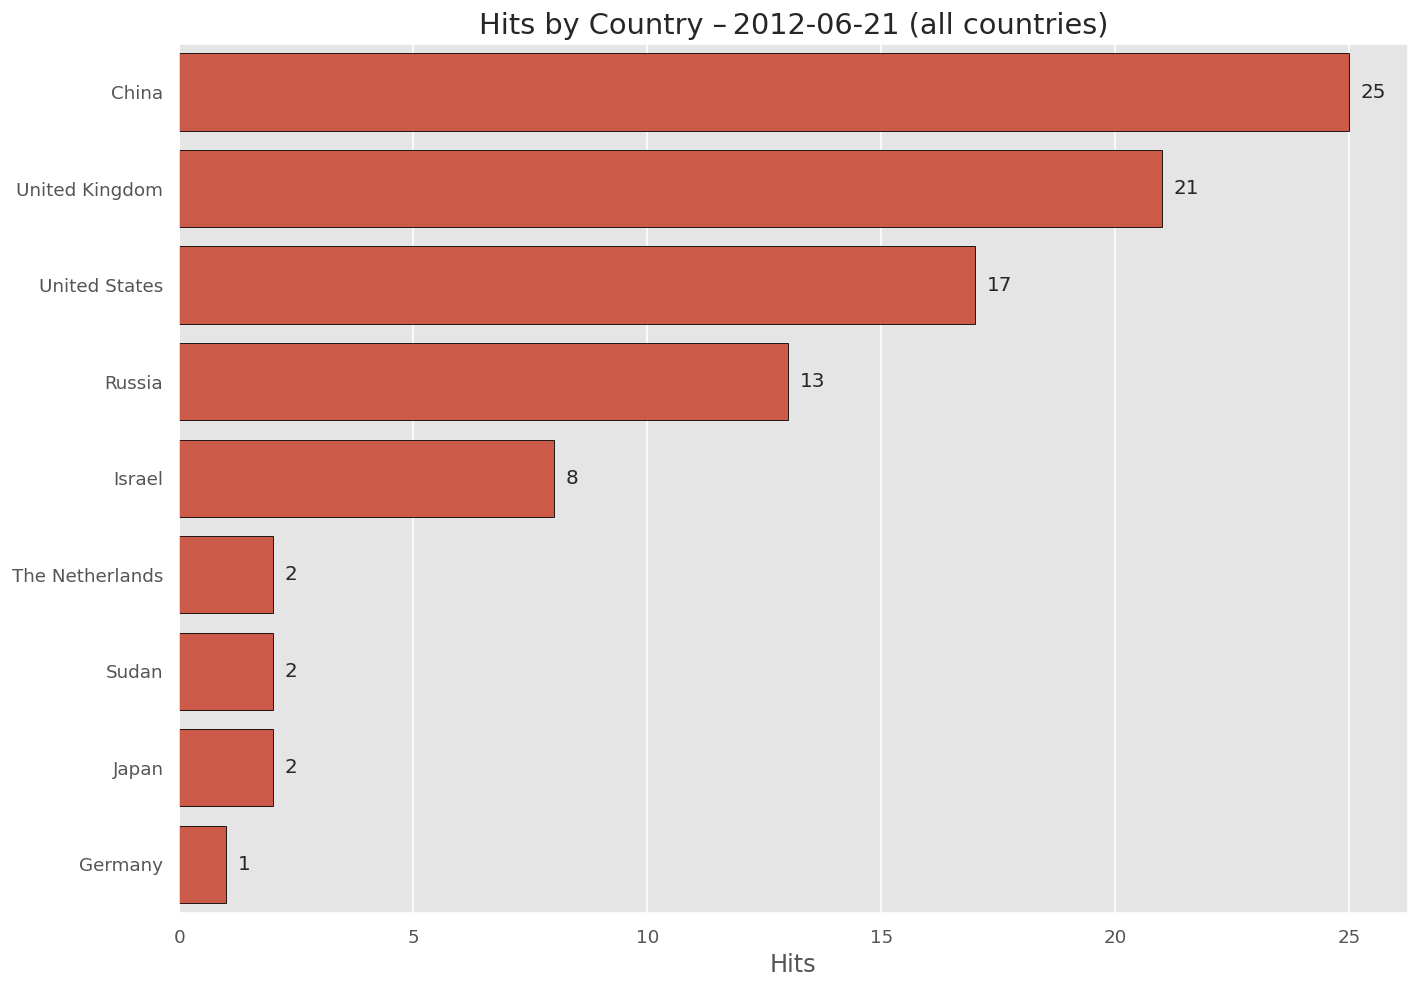 Hits by Country – 2012-06-21 (all countries)
China 25
United Kingdom 21
United States 17
Russia 13
Israel 8
The Netherlands 2
Sudan 2
Japan 2
Germany 1
0 5 10 15 20 25
Hits